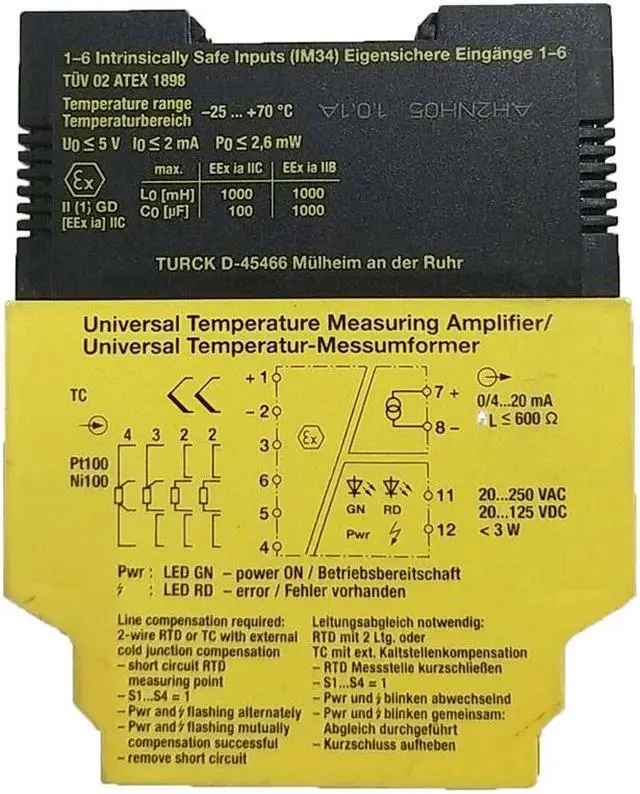 1–6 Intrinsically Safe Inputs (IM34) Eigensichere Eingänge 1–6
TÜV 02 ATEX 1898
Temperature range
Temperaturbereich
–25 ... +70 °C
AH2NH05 1.0,1A
U₀ ≤ 5 V I₀ ≤ 2 mA P₀ ≤ 2,6 mW
max. EEx ia IIC EEx ia IIB
Lo [mH] 1000 1000
Co [µF] 100 1000
Ex
II (1) GD
[EEx ia] IIC
TURCK D-45466 Mülheim an der Ruhr
Universal Temperature Measuring Amplifier/
Universal Temperatur-Messumformer
TC
4 3 2 2
Pt100
Ni100
+ 1
– 2
3
6
5
4
Ex
7 +
8 –
0/4...20 mA
L ≤ 600 Ω
GN RD
Pwr
11
12
20...250 VAC
20...125 VDC
< 3 W
Pwr : LED GN – power ON / Betriebsbereitschaft
: LED RD – error / Fehler vorhanden
Line compensation required:
2-wire RTD or TC with external
cold junction compensation
– short circuit RTD
measuring point
– S1...S4 = 1
– Pwr and flashing alternately
– Pwr and flashing mutually
compensation successful
– remove short circuit
Leitungsabgleich notwendig:
RTD mit 2 Ltg. oder
TC mit ext. Kaltstellenkompensation
– RTD Messstelle kurzschließen
– S1...S4 = 1
– Pwr und blinken abwechselnd
– Pwr und blinken gemeinsam:
Abgleich durchgeführt
– Kurzschluss aufheben